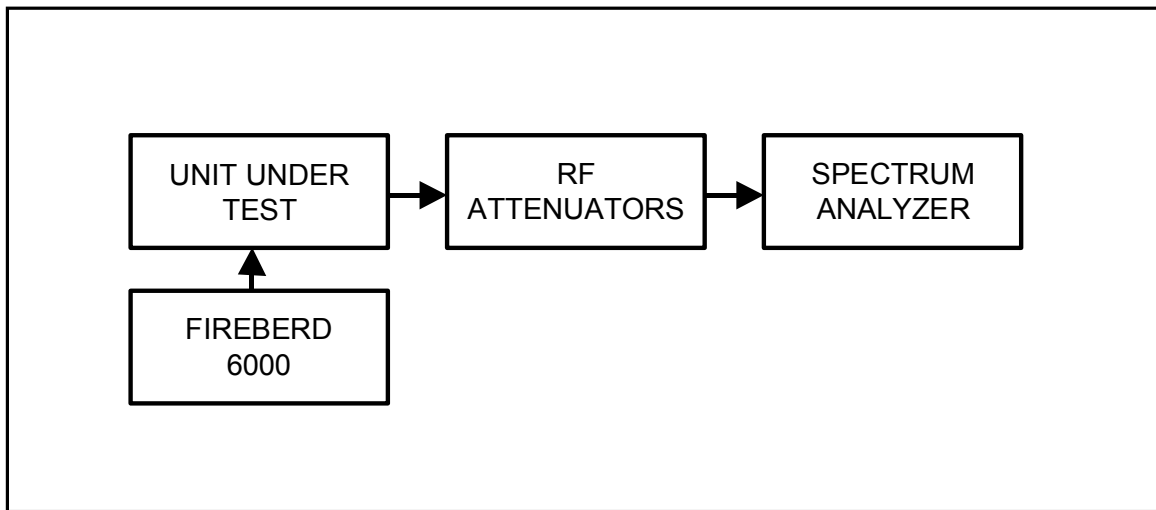 UNIT UNDER
TEST
RF
ATTENUATORS
SPECTRUM
ANALYZER
FIREBERD
6000